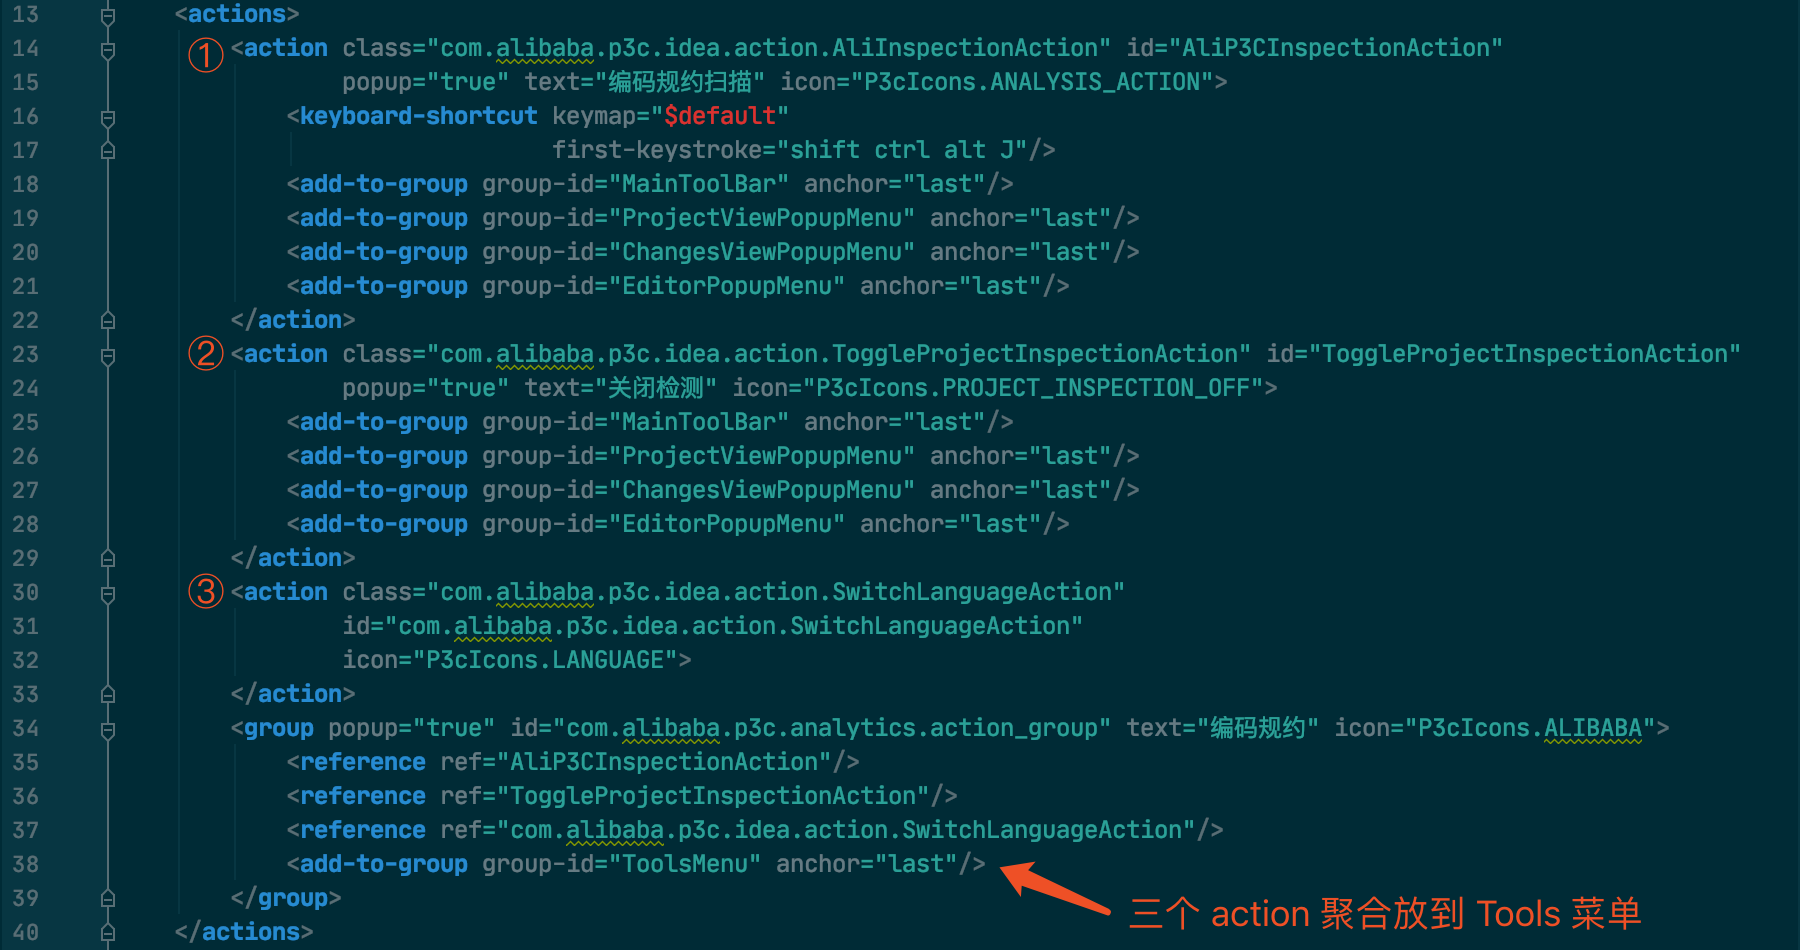 13 <actions>
14 ① <action class="com.alibaba.p3c.idea.action.AliInspectionAction" id="AliP3CInspectionAction"
15 popup="true" text="编码规约扫描" icon="P3cIcons.ANALYSIS_ACTION">
16 <keyboard-shortcut keymap="$default"
17 first-keystroke="shift ctrl alt J"/>
18 <add-to-group group-id="MainToolBar" anchor="last"/>
19 <add-to-group group-id="ProjectViewPopupMenu" anchor="last"/>
20 <add-to-group group-id="ChangesViewPopupMenu" anchor="last"/>
21 <add-to-group group-id="EditorPopupMenu" anchor="last"/>
22 </action>
23 ② <action class="com.alibaba.p3c.idea.action.ToggleProjectInspectionAction" id="ToggleProjectInspectionAction"
24 popup="true" text="关闭检测" icon="P3cIcons.PROJECT_INSPECTION_OFF">
25 <add-to-group group-id="MainToolBar" anchor="last"/>
26 <add-to-group group-id="ProjectViewPopupMenu" anchor="last"/>
27 <add-to-group group-id="ChangesViewPopupMenu" anchor="last"/>
28 <add-to-group group-id="EditorPopupMenu" anchor="last"/>
29 </action>
30 ③ <action class="com.alibaba.p3c.idea.action.SwitchLanguageAction"
31 id="com.alibaba.p3c.idea.action.SwitchLanguageAction"
32 icon="P3cIcons.LANGUAGE">
33 </action>
34 <group popup="true" id="com.alibaba.p3c.analytics.action_group" text="编码规约" icon="P3cIcons.ALIBABA">
35 <reference ref="AliP3CInspectionAction"/>
36 <reference ref="ToggleProjectInspectionAction"/>
37 <reference ref="com.alibaba.p3c.idea.action.SwitchLanguageAction"/>
38 <add-to-group group-id="ToolsMenu" anchor="last"/>
39 </group>
三个 action 聚合放到 Tools 菜单
40 </actions>